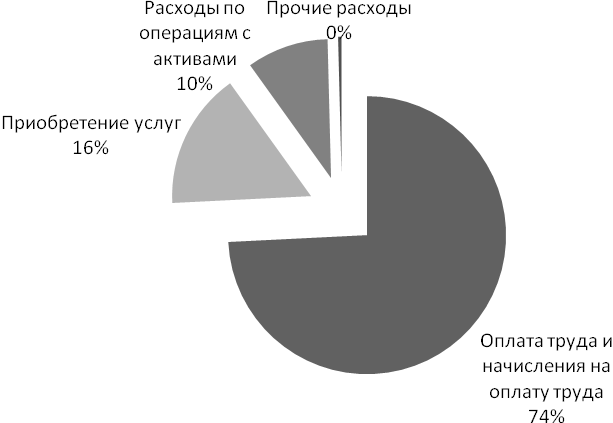 Расходы по
операциям с
активами
10%
Прочие расходы
0%
Приобретение услуг
16%
Оплата труда и
начисления на
оплату труда
74%